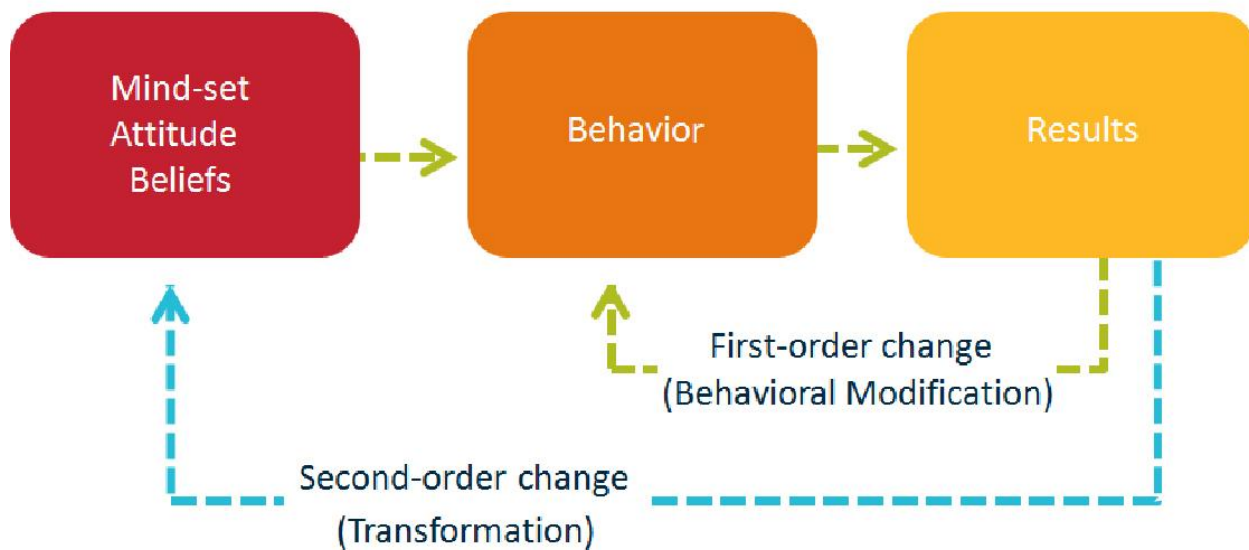 Mind-set
Attitude
Beliefs
Behavior
Results
First-order change
(Behavioral Modification)
Second-order change
(Transformation)